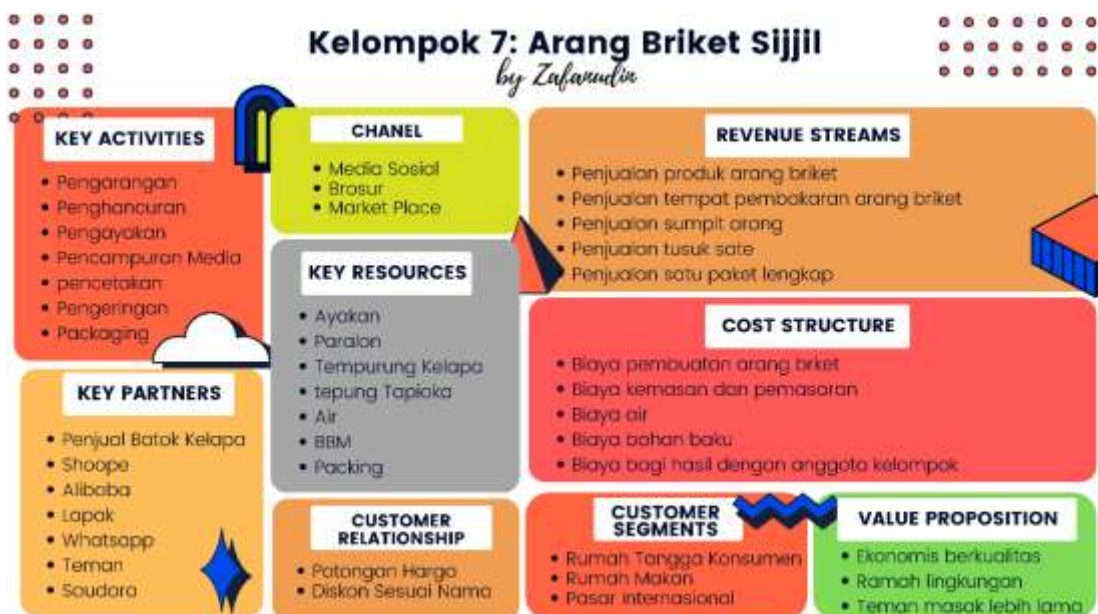 Kelompok 7: Arang Briket Sijjil
by Zafanudin
KEY ACTIVITIES
• Pengarangan
• Penghancuran
• Pengayakan
• Pencampuran Media
• pencetakan
• Pengeringan
• Packaging
KEY PARTNERS
• Penjual Batok Kelapa
• Shoope
• Alibaba
• Lapak
• Whatsapp
• Teman
• Saudara
CHANEL
• Media Sosial
• Brosur
• Market Place
KEY RESOURCES
• Ayakan
• Paralon
• Tempurung Kelapa
• tepung Tapioka
• Air
• BBM
• Packing
CUSTOMER
RELATIONSHIP
• Potongan Harga
• Diskon Sesuai Nama
REVENUE STREAMS
• Penjualan produk arang briket
• Penjualan tempat pembakaran arang briket
• Penjualan sumpit arang
• Penjualan tusuk sate
• Penjualan satu paket lengkap
COST STRUCTURE
• Biaya pembuatan arang brket
• Biaya kemasan dan pemasaran
• Biaya air
• Biaya bahan baku
• Biaya bagi hasil dengan anggota kelompok
CUSTOMER
SEGMENTS
• Rumah Tangga Konsumen
• Rumah Makan
• Pasar Internasional
VALUE PROPOSITION
• Ekonomis berkualitas
• Ramah lingkungan
• Teman masak lebih lama